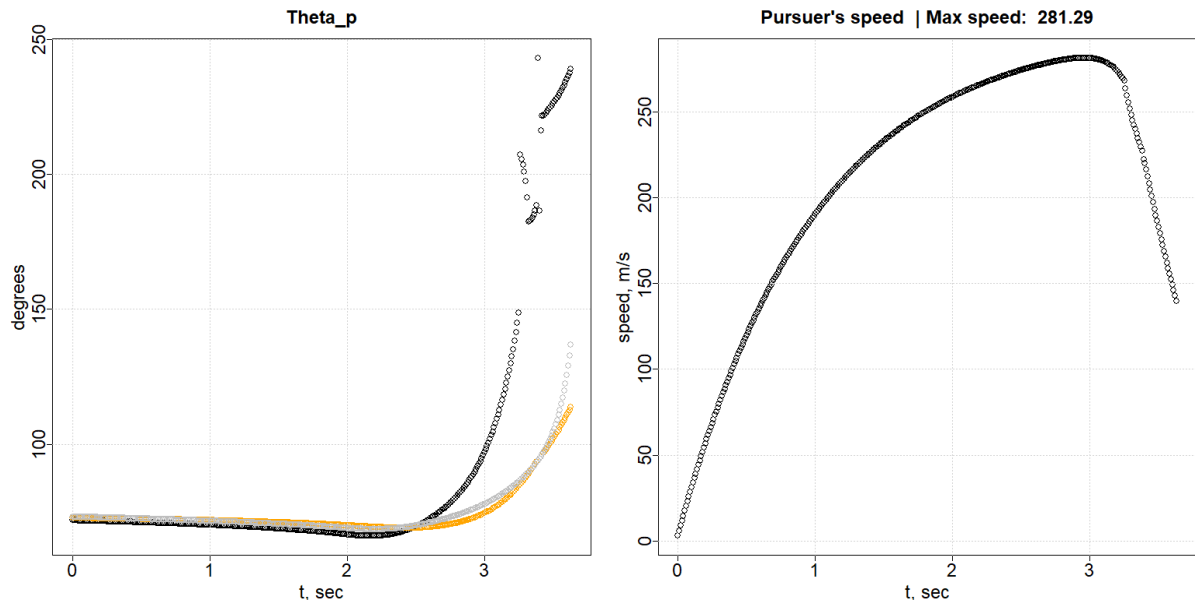 Theta_p
250
200
150
100
degrees
0 1 2 3
t, sec
Pursuer's speed | Max speed: 281.29
250
200
150
100
50
0
speed, m/s
0 1 2 3
t, sec